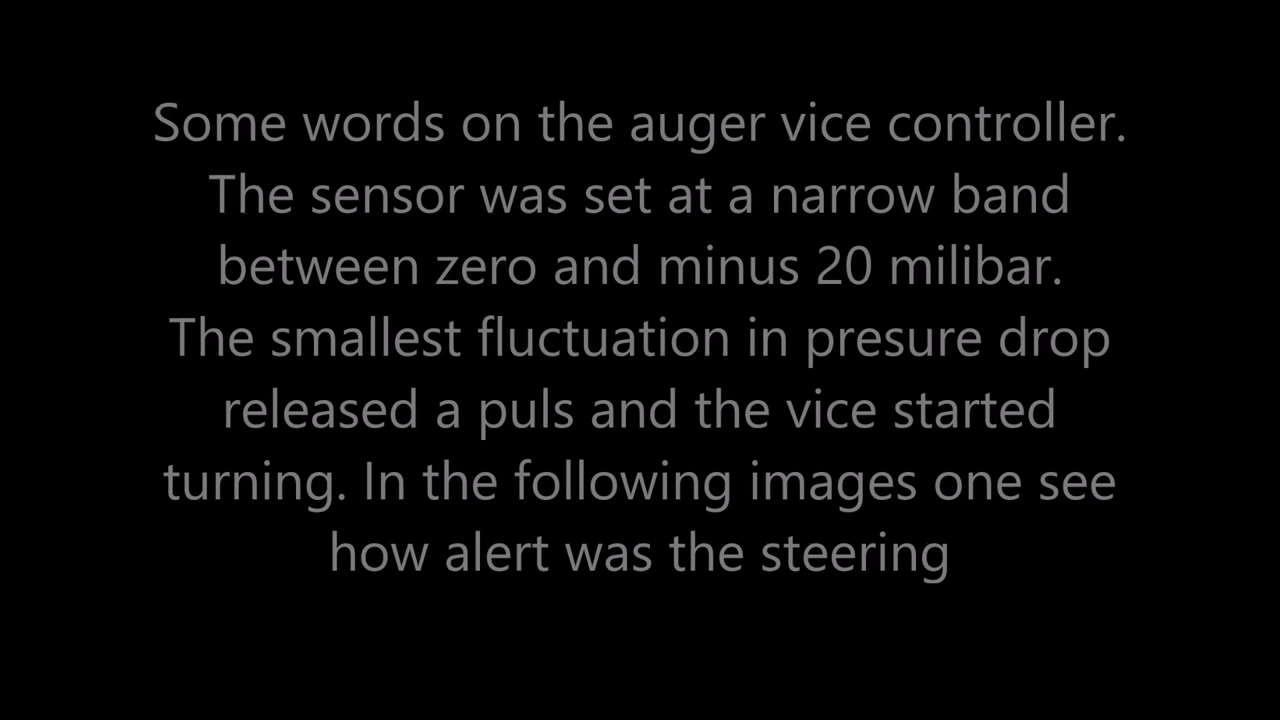 Some words on the auger vice controller.
The sensor was set at a narrow band
between zero and minus 20 milibar.
The smallest fluctuation in presure drop
released a puls and the vice started
turning. In the following images one see
how alert was the steering